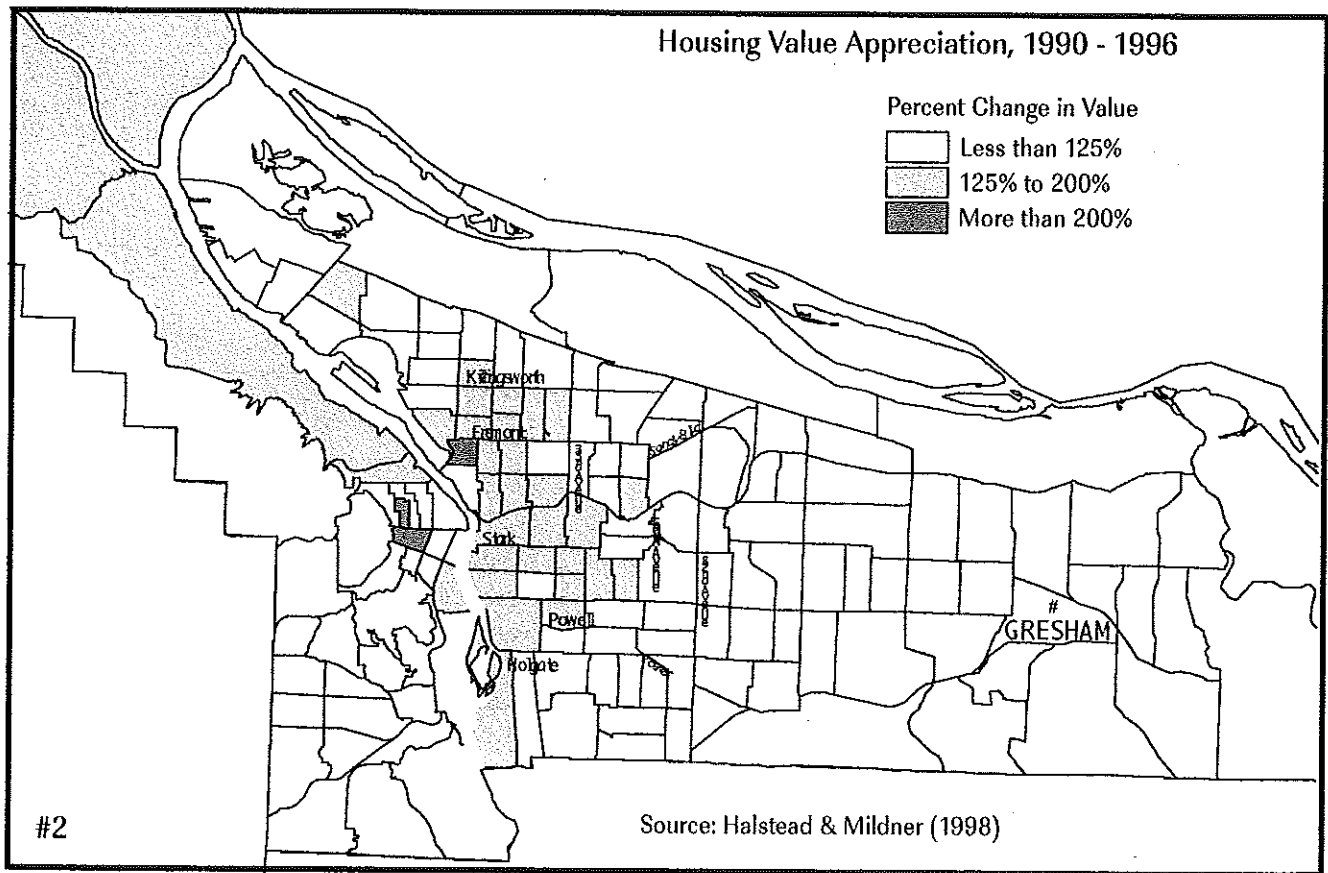 Housing Value Appreciation, 1990 - 1996
Percent Change in Value
Less than 125%
125% to 200%
More than 200%
Killingsworth
Fremont
Stark
Powell
Holgate
Foster
#
GRESHAM
#2
Source: Halstead & Mildner (1998)